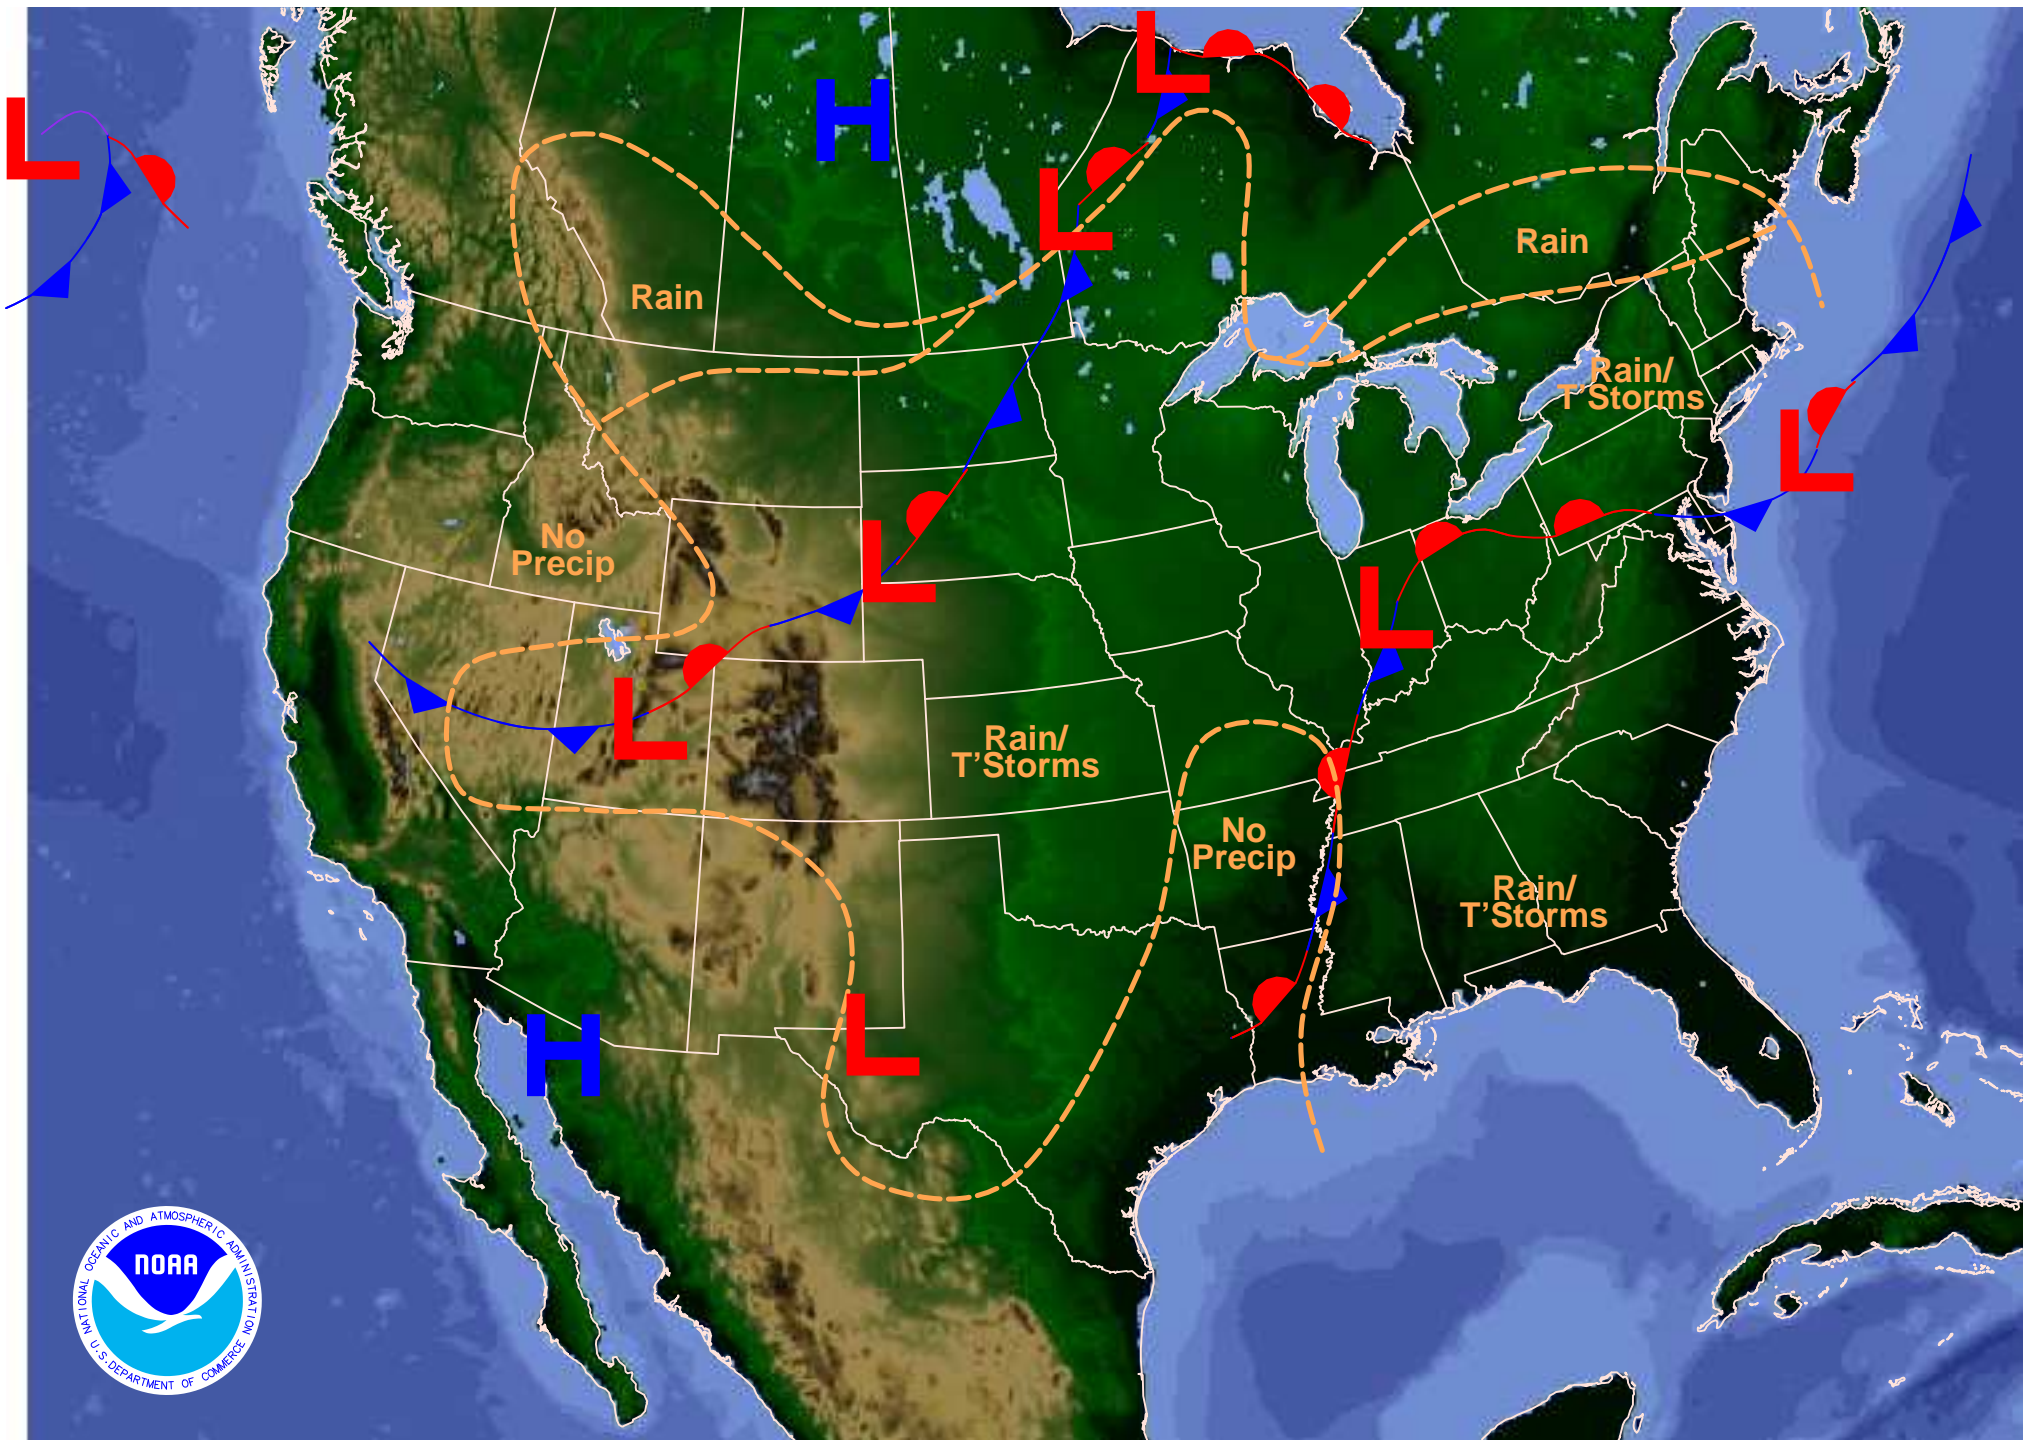 L
H
L
L
Rain
Rain
Rain/
T'Storms
L
No
Precip
L
L
L
Rain/
T'Storms
No
Precip
Rain/
T'Storms
L
H
NATIONAL OCEANIC AND ATMOSPHERIC ADMINISTRATION
NOAA
U.S. DEPARTMENT OF COMMERCE